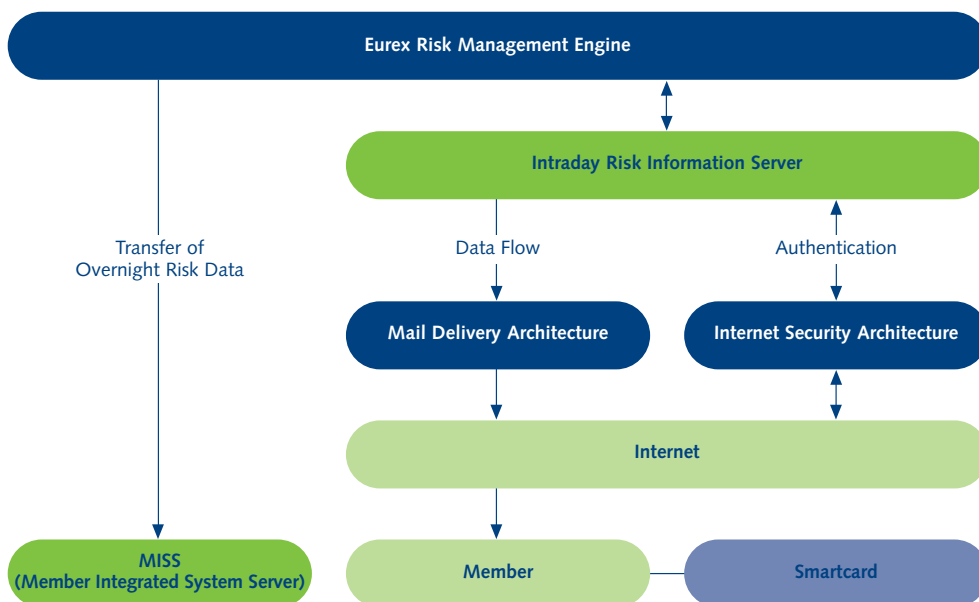 Eurex Risk Management Engine
Intraday Risk Information Server
Transfer of
Overnight Risk Data
Data Flow
Authentication
Mail Delivery Architecture
Internet Security Architecture
Internet
MISS
(Member Integrated System Server)
Member
Smartcard